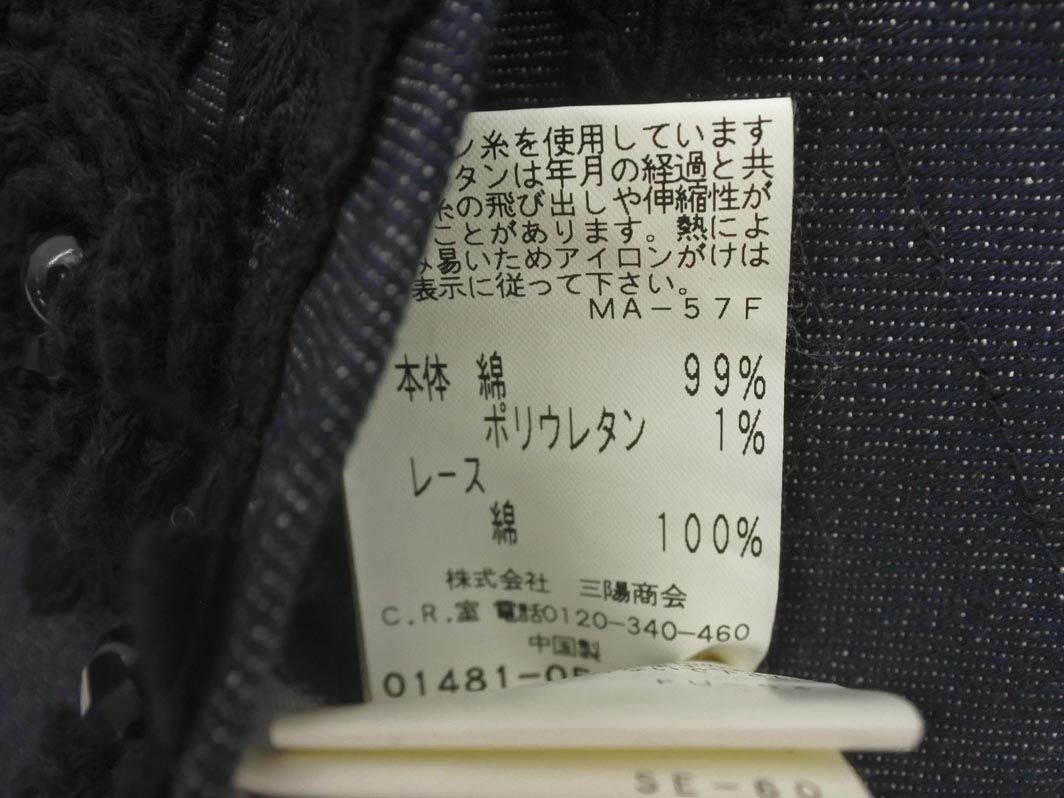 ン糸を使用しています
タンは年月の経過と共
糸の飛び出しや伸縮性が
ことがあります。熱によ
み易いためアイロンがけは
表示に従って下さい。
MA-57F
本体 綿 99%
ポリウレタン 1%
レース
綿 100%
株式会社 三陽商会
C.R.室 電話0120-340-460
中国製
01481-05
SE-60